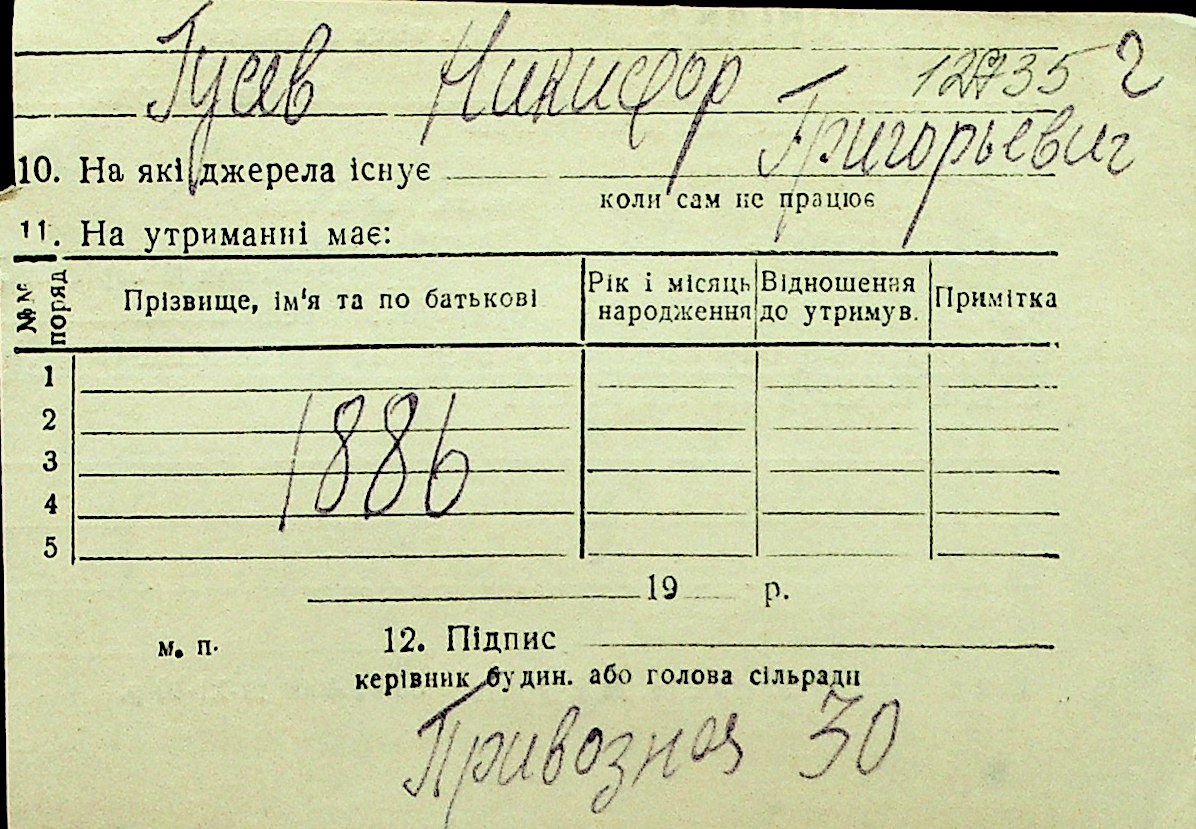 Гусев Никифор 12735 2
Григорьевич
10. На які джерела існує
коли сам не працює
11. На утриманні має:
№№ поряд
Прізвище, ім'я та по батькові
Рік і місяць народження
Відношення до утримув.
Примітка
1
2
3
4
5
1886
19 р.
м. п.
12. Підпис
керівник будин. або голова сільради
Привозная 30